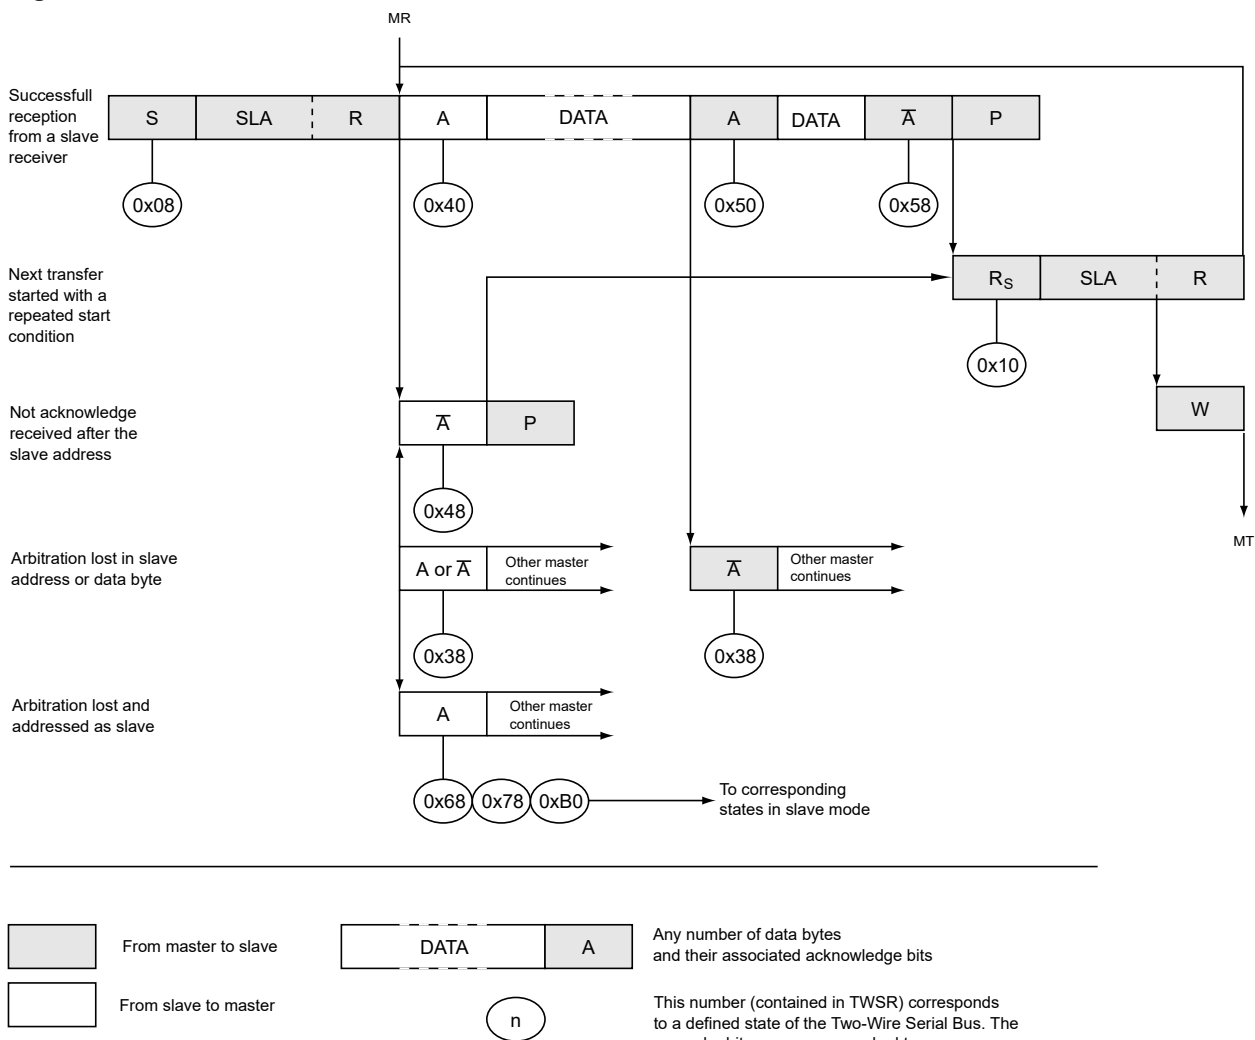 MR
Successfull
reception
from a slave
receiver
S SLA R A DATA A DATA A̅ P
0x08 0x40 0x50 0x58
Next transfer
started with a
repeated start
condition
RS SLA R
0x10
Not acknowledge
received after the
slave address
A̅ P
W
0x48
MT
Arbitration lost in slave
address or data byte
A or A̅
Other master
continues
A̅
Other master
continues
0x38 0x38
Arbitration lost and
addressed as slave
A
Other master
continues
0x68 0x78 0xB0
To corresponding
states in slave mode
From master to slave
DATA A
Any number of data bytes
and their associated acknowledge bits
From slave to master
n
This number (contained in TWSR) corresponds
to a defined state of the Two-Wire Serial Bus. The